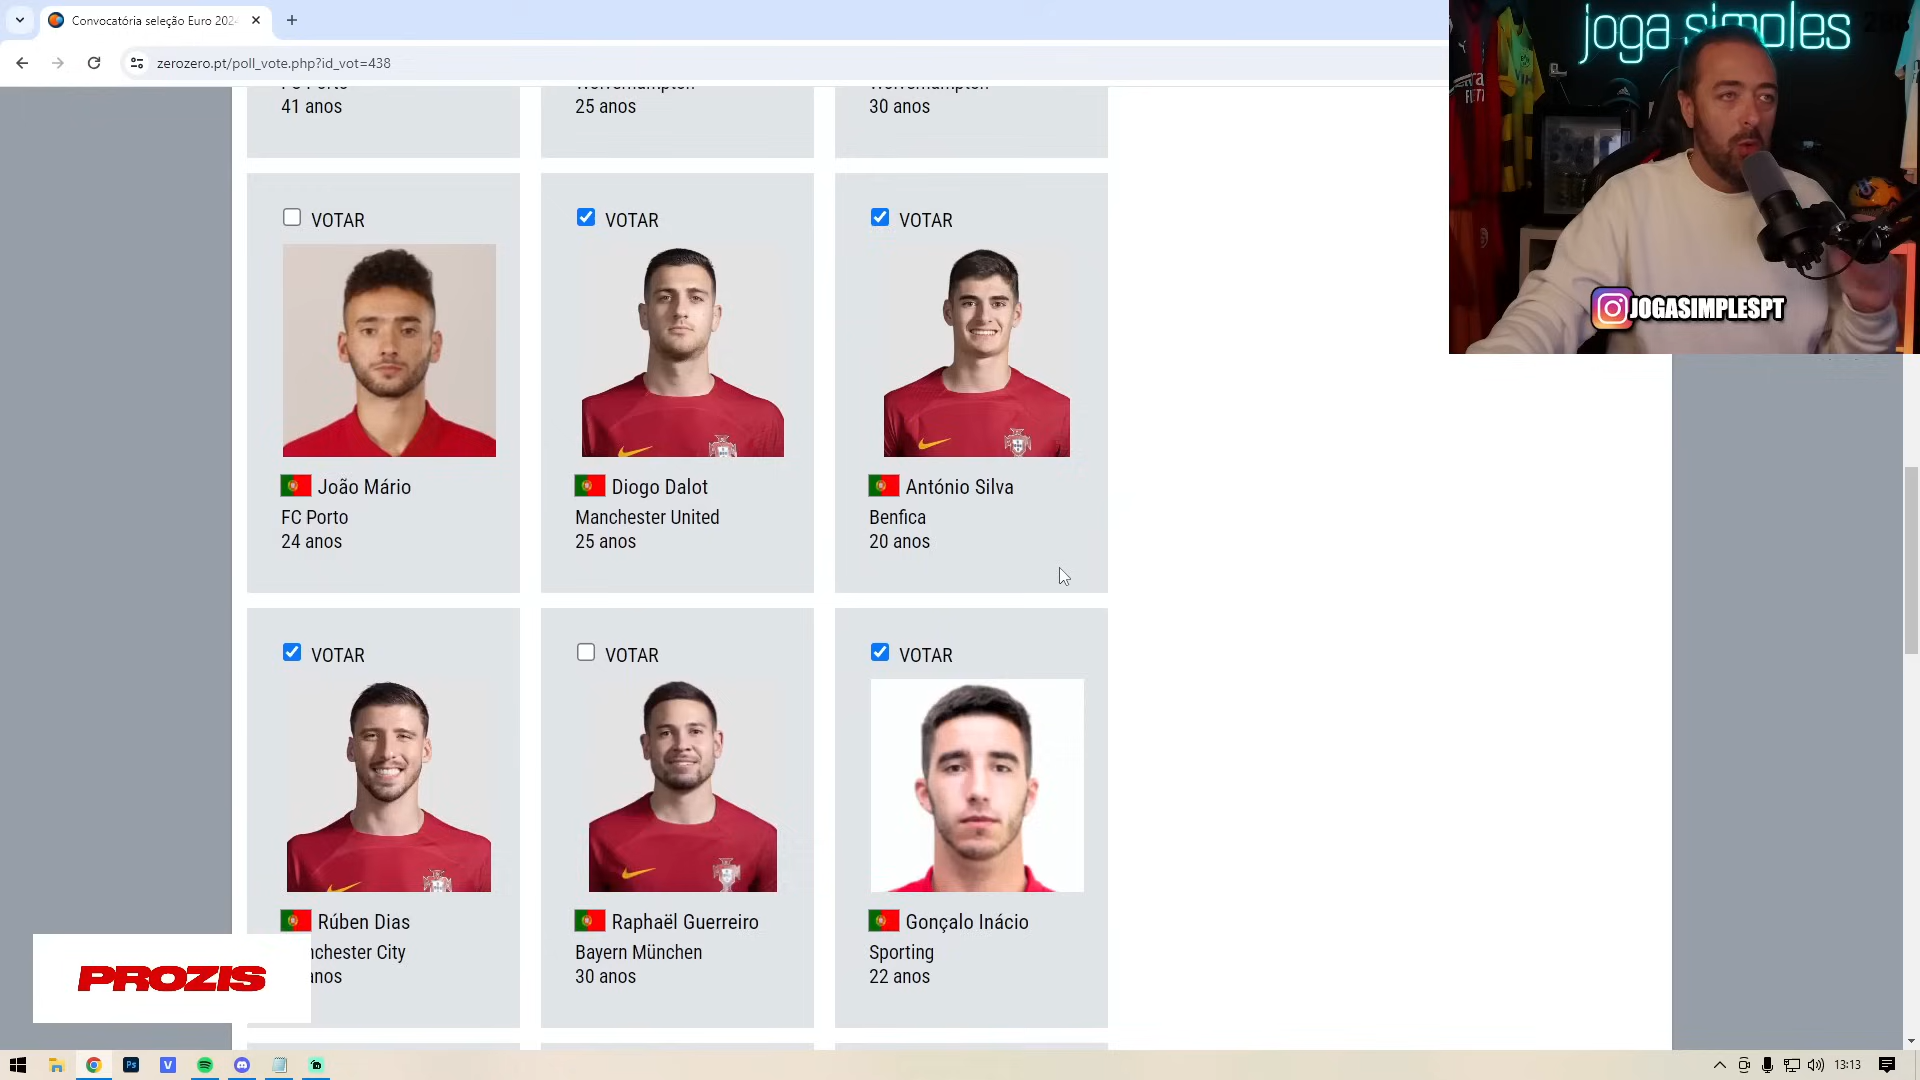 Convocatória seleção Euro 2024
zerozero.pt/poll_vote.php?id_vot=438
joga simples
JOGASIMPLESPT
41 anos
25 anos
30 anos
VOTAR
VOTAR
VOTAR
João Mário
FC Porto
24 anos
Diogo Dalot
Manchester United
25 anos
António Silva
Benfica
20 anos
VOTAR
VOTAR
VOTAR
Rúben Dias
nchester City
anos
Raphaël Guerreiro
Bayern München
30 anos
Gonçalo Inácio
Sporting
22 anos
PROZIS
Ps
V
13:13